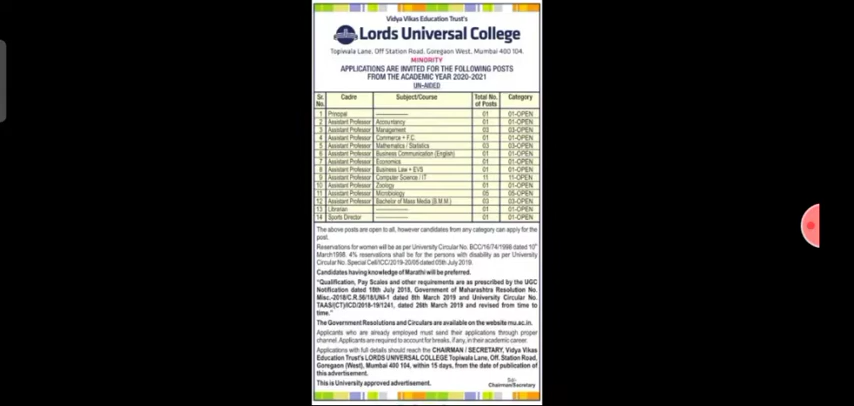 Vidya Vikas Education Trust's
Lords Universal College
Topiwala Lane, Off Station Road, Goregaon West, Mumbai 400 104.
MINORITY
APPLICATIONS ARE INVITED FOR THE FOLLOWING POSTS
FROM THE ACADEMIC YEAR 2020-2021
UN-AIDED
Sr. No. Cadre Subject/Course Total No. of Posts Category
1 Principal ---------- 01 01-OPEN
2 Assistant Professor Accountancy 01 01-OPEN
3 Assistant Professor Management 03 03-OPEN
4 Assistant Professor Commerce + F.C. 01 01-OPEN
5 Assistant Professor Mathematics / Statistics 03 03-OPEN
6 Assistant Professor Business Communication (English) 01 01-OPEN
7 Assistant Professor Economics 01 01-OPEN
8 Assistant Professor Business Law + EVS 01 01-OPEN
9 Assistant Professor Computer Science / IT 11 11-OPEN
10 Assistant Professor Zoology 01 01-OPEN
11 Assistant Professor Microbiology 05 05-OPEN
12 Assistant Professor Bachelor of Mass Media (B.M.M.) 03 03-OPEN
13 Librarian ---------- 01 01-OPEN
14 Sports Director ---------- 01 01-OPEN
The above posts are open to all, however candidates from any category can apply for the
post.
Reservations for women will be as per University Circular No. BCC/16/74/1998 dated 10th
March1998. 4% reservations shall be for the persons with disability as per University
Circular No. Special Cell/ICC/2019-20/05 dated 05th July 2019.
Candidates having knowledge of Marathi will be preferred.
"Qualification, Pay Scales and other requirements are as prescribed by the UGC
Notification dated 18th July 2018, Government of Maharashtra Resolution No.
Misc.-2018/C.R.56/18/UNI-1 dated 8th March 2019 and University Circular No.
TAAS/(CT)/ICD/2018-19/1241, dated 26th March 2019 and revised from time to
time."
The Government Resolutions and Circulars are available on the website mu.ac.in.
Applicants who are already employed must send their applications through proper
channel. Applicants are required to account for breaks, if any, in their academic career.
Applications with full details should reach the CHAIRMAN / SECRETARY, Vidya Vikas
Education Trust's LORDS UNIVERSAL COLLEGE Topiwala Lane, Off. Station Road,
Goregaon (West), Mumbai 400 104, within 15 days, from the date of publication of
this advertisement.
This is University approved advertisement.
Sd/-
Chairman/Secretary